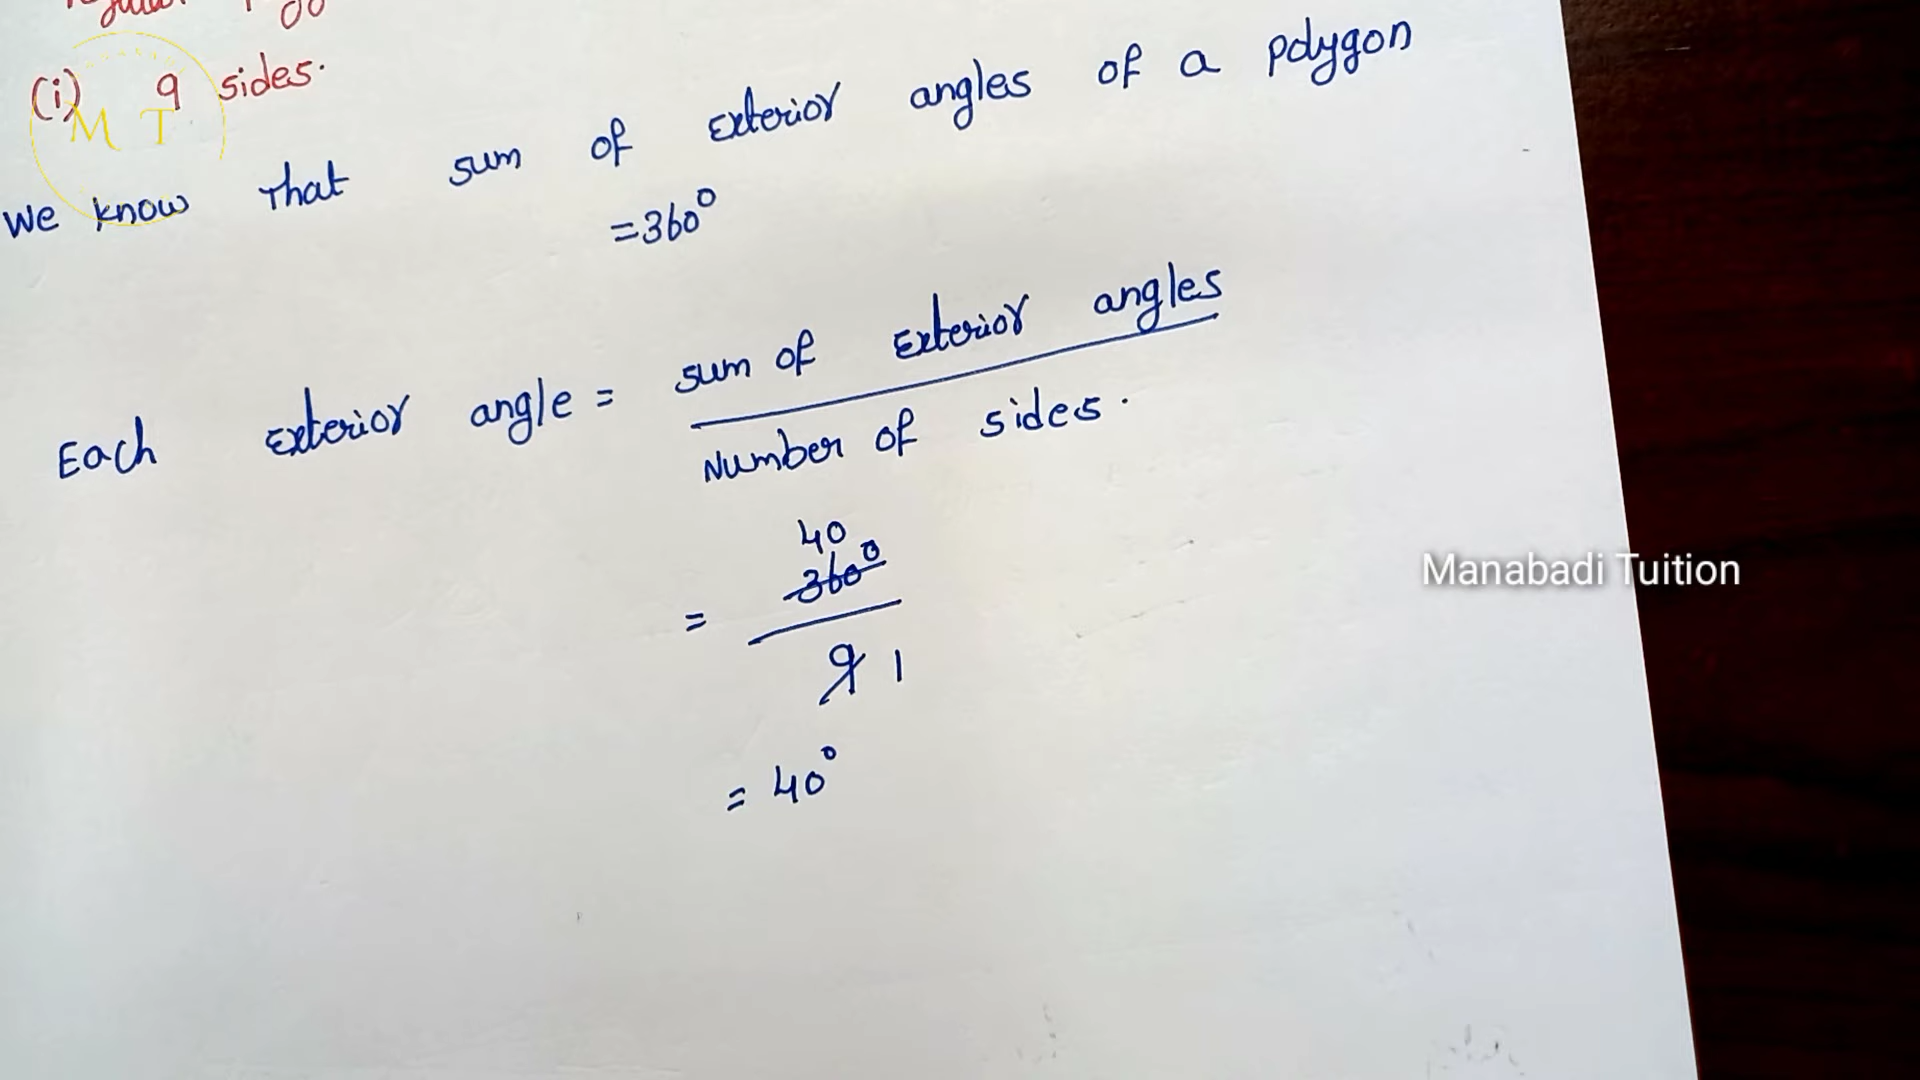 (i) 9 sides.
M T
We know that sum of exterior angles of a polygon
=360°
Each exterior angle = sum of Exterior angles
Number of sides.
40
= 360°
9 1
= 40°
Manabadi Tuition